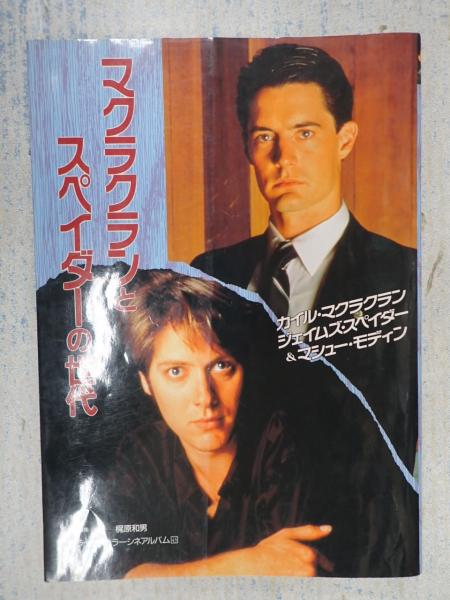 マクラクランと
スペイダーの世代
カイル・マクラクラン
ジェイムズ・スペイダー
&マシュー・モディン
梶原和男
ラーシネアルバム